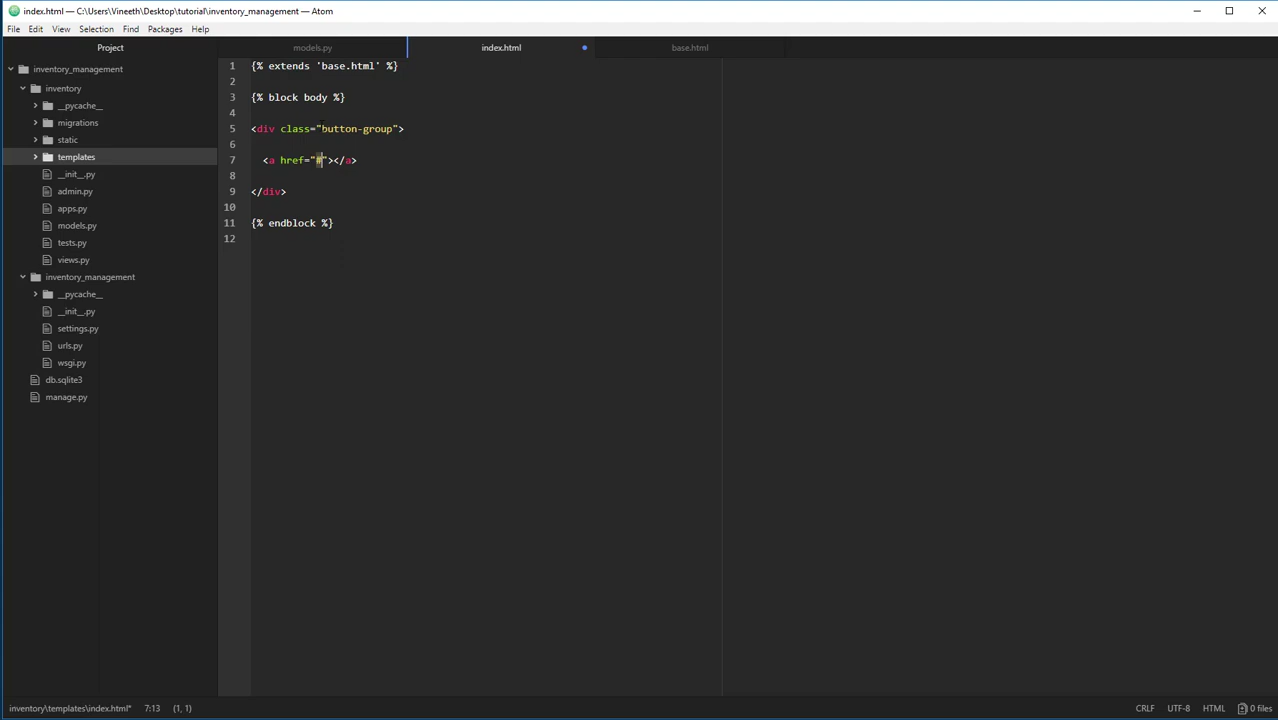 index.html — C:\Users\Vineeth\Desktop\tutorial\inventory_management — Atom
File Edit View Selection Find Packages Help
Project
inventory_management
inventory
__pycache__
migrations
static
templates
__init__.py
admin.py
apps.py
models.py
tests.py
views.py
inventory_management
__pycache__
__init__.py
settings.py
urls.py
wsgi.py
db.sqlite3
manage.py
models.py index.html base.html
1 {% extends 'base.html' %}
2
3 {% block body %}
4
5 <div class="button-group">
6
7 <a href="#"></a>
8
9 </div>
10
11 {% endblock %}
12
inventory\templates\index.html* 7:13 (1, 1) CRLF UTF-8 HTML 0 files